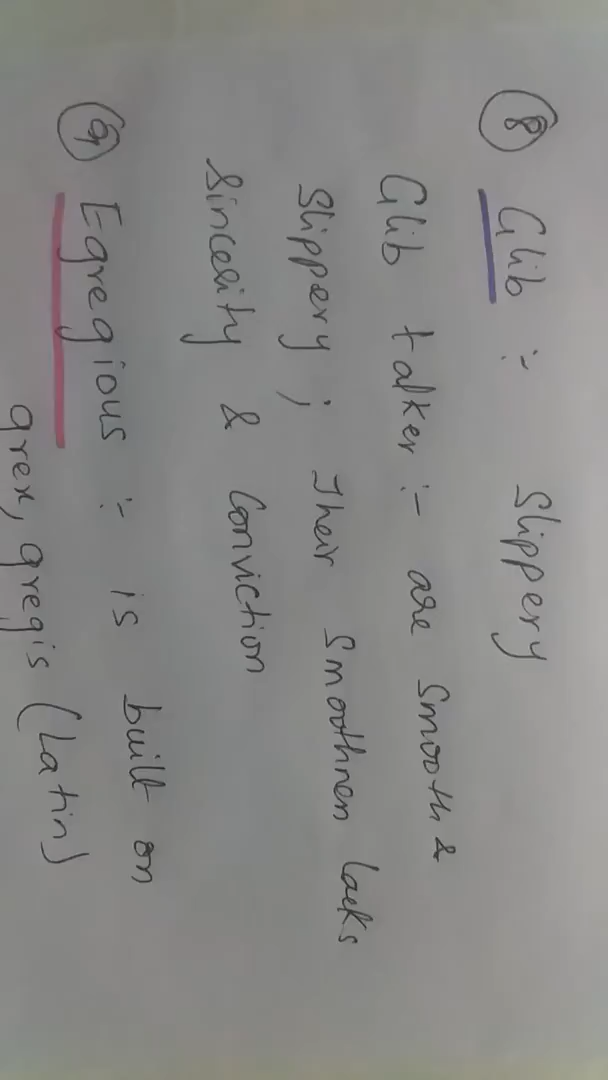 ⑧ Glib :- Slippery
Glib talker :- are smooth &
Slippery ; Their smoothness lacks
Sincerity & Conviction
⑨ Egregious :- is built on
grex, gregis (Latin)